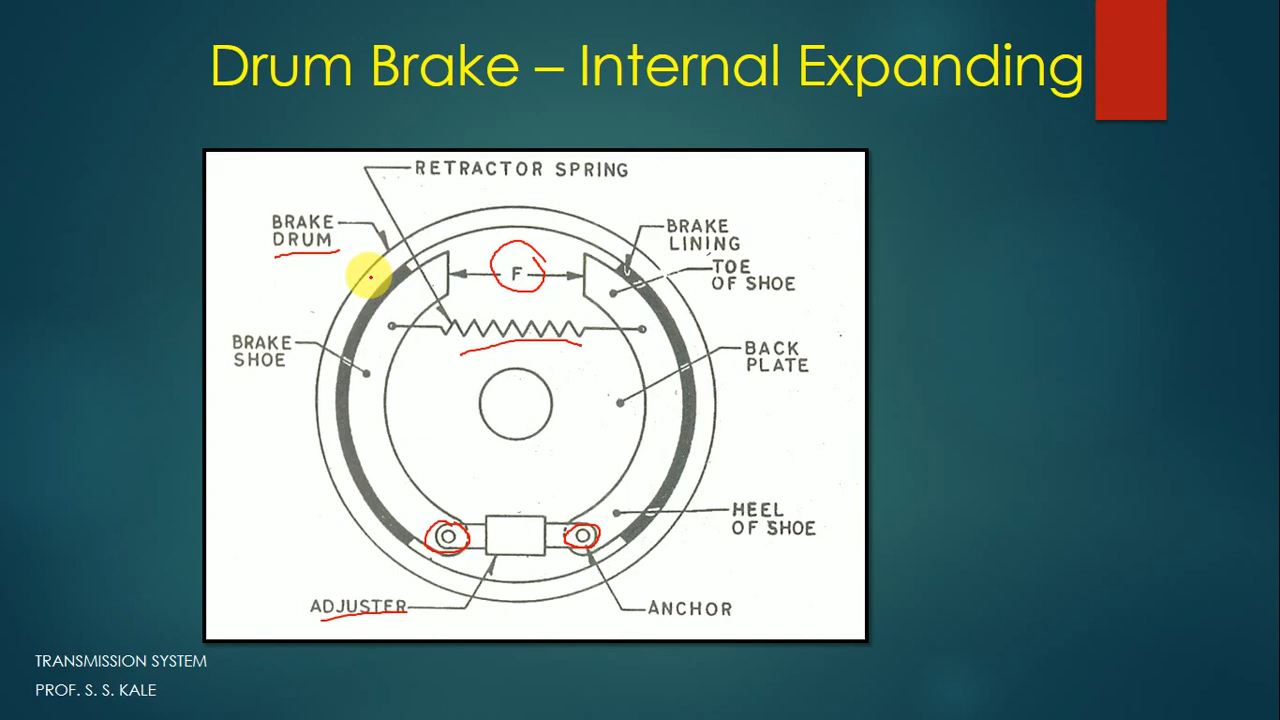 Drum Brake – Internal Expanding
RETRACTOR SPRING
BRAKE
DRUM
BRAKE
LINING
TOE
OF SHOE
F
BRAKE
SHOE
BACK
PLATE
HEEL
OF SHOE
ADJUSTER
ANCHOR
TRANSMISSION SYSTEM
PROF. S. S. KALE